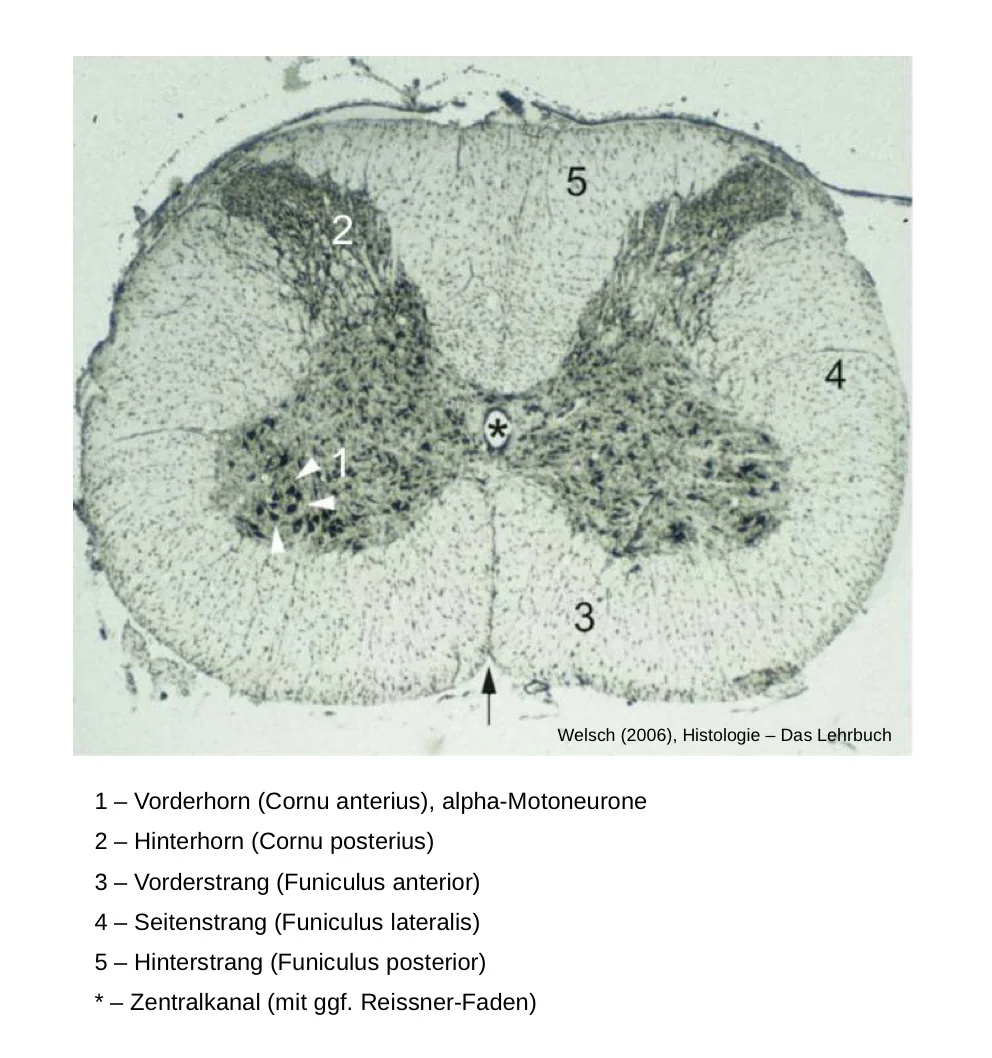 5
2
4
*
1
3
Welsch (2006), Histologie – Das Lehrbuch
1 – Vorderhorn (Cornu anterius), alpha-Motoneurone
2 – Hinterhorn (Cornu posterius)
3 – Vorderstrang (Funiculus anterior)
4 – Seitenstrang (Funiculus lateralis)
5 – Hinterstrang (Funiculus posterior)
* – Zentralkanal (mit ggf. Reissner-Faden)